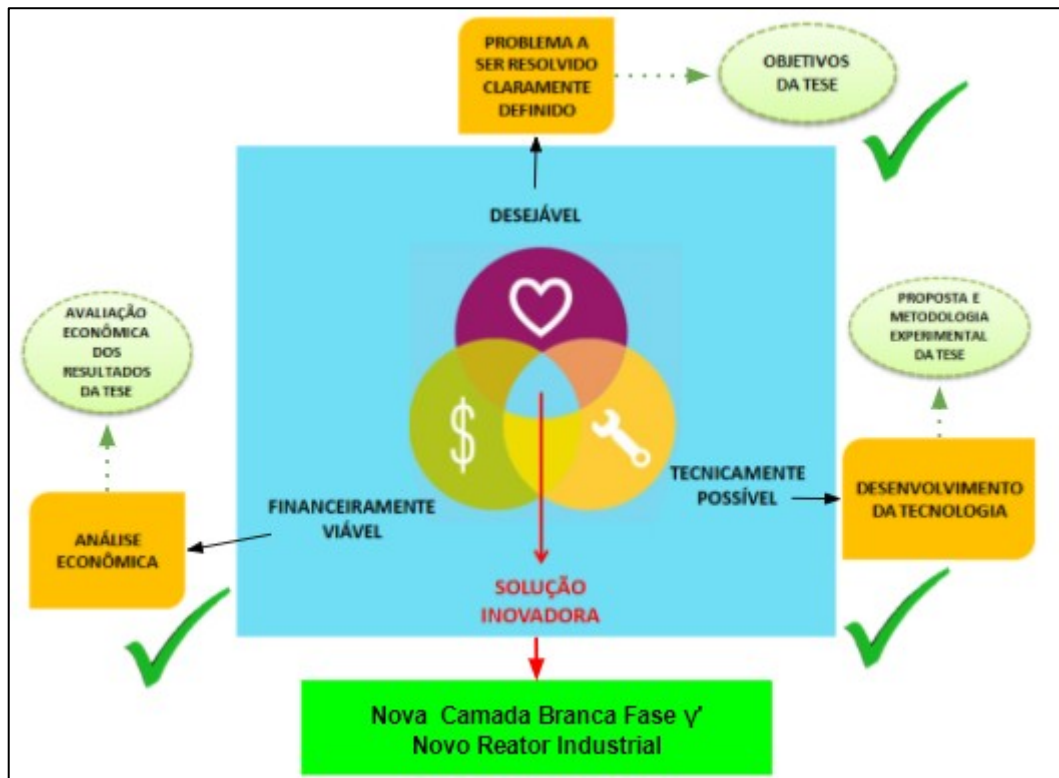 PROBLEMA A
SER RESOLVIDO
CLARAMENTE
DEFINIDO
OBJETIVOS
DA TESE
DESEJÁVEL
AVALIAÇÃO
ECONÔMICA
DOS
RESULTADOS
DA TESE
PROPOSTA E
METODOLOGIA
EXPERIMENTAL
DA TESE
$
ANÁLISE
ECONÔMICA
FINANCEIRAMENTE
VIÁVEL
TECNICAMENTE
POSSÍVEL
DESENVOLVIMENTO
DA TECNOLOGIA
SOLUÇÃO
INOVADORA
Nova Camada Branca Fase γ'
Novo Reator Industrial